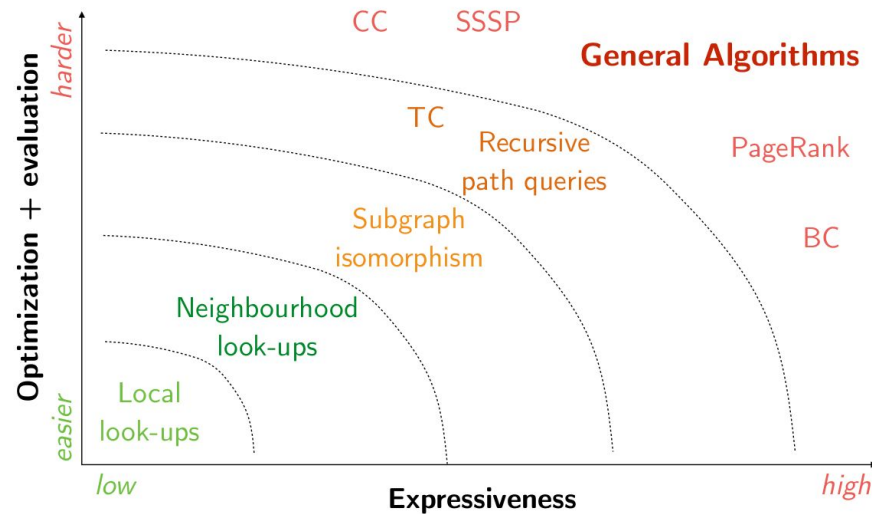 CC
SSSP
General Algorithms
harder
TC
Recursive
path queries
PageRank
Optimization + evaluation
Subgraph
isomorphism
BC
Neighbourhood
look-ups
Local
look-ups
easier
low
Expressiveness
high